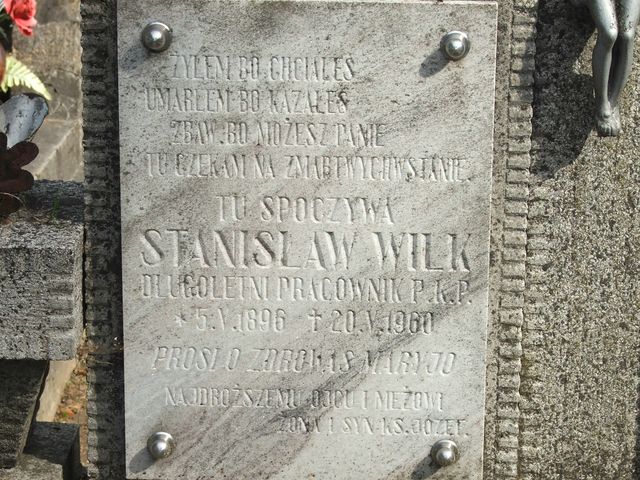 ŻYŁEM BO CHCIAŁEŚ
UMARŁEM BO KAZAŁEŚ
ZBAW, BO MOŻESZ PANIE
TU CZEKAM NA ZMARTWYCHWSTANIE.
TU SPOCZYWA
STANISŁAW WILK
DŁUGOLETNI PRACOWNIK P.K.P.
* 5.V.1896 † 20.V.1960
PROSI O ZDROWAŚ MARYJO
NAJDROŻSZEMU OJCU I MĘŻOWI
ŻONA I SYN KS. JÓZEF.